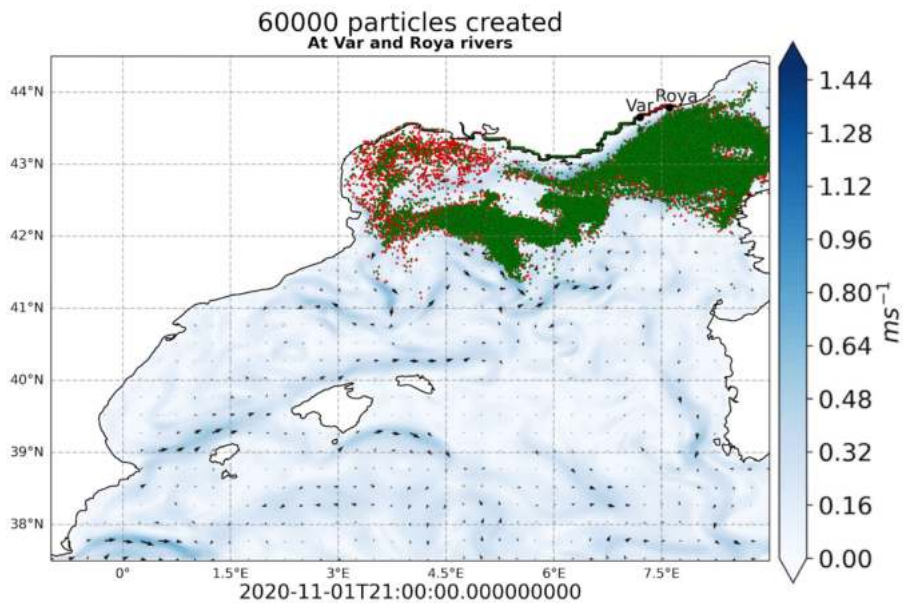 60000 particles created
At Var and Roya rivers
44°N
43°N
42°N
41°N
40°N
39°N
38°N
Var
Roya
0°
1.5°E
3°E
4.5°E
6°E
7.5°E
2020-11-01T21:00:00.000000000
1.44
1.28
1.12
0.96
0.80
0.64
0.48
0.32
0.16
0.00
ms⁻¹